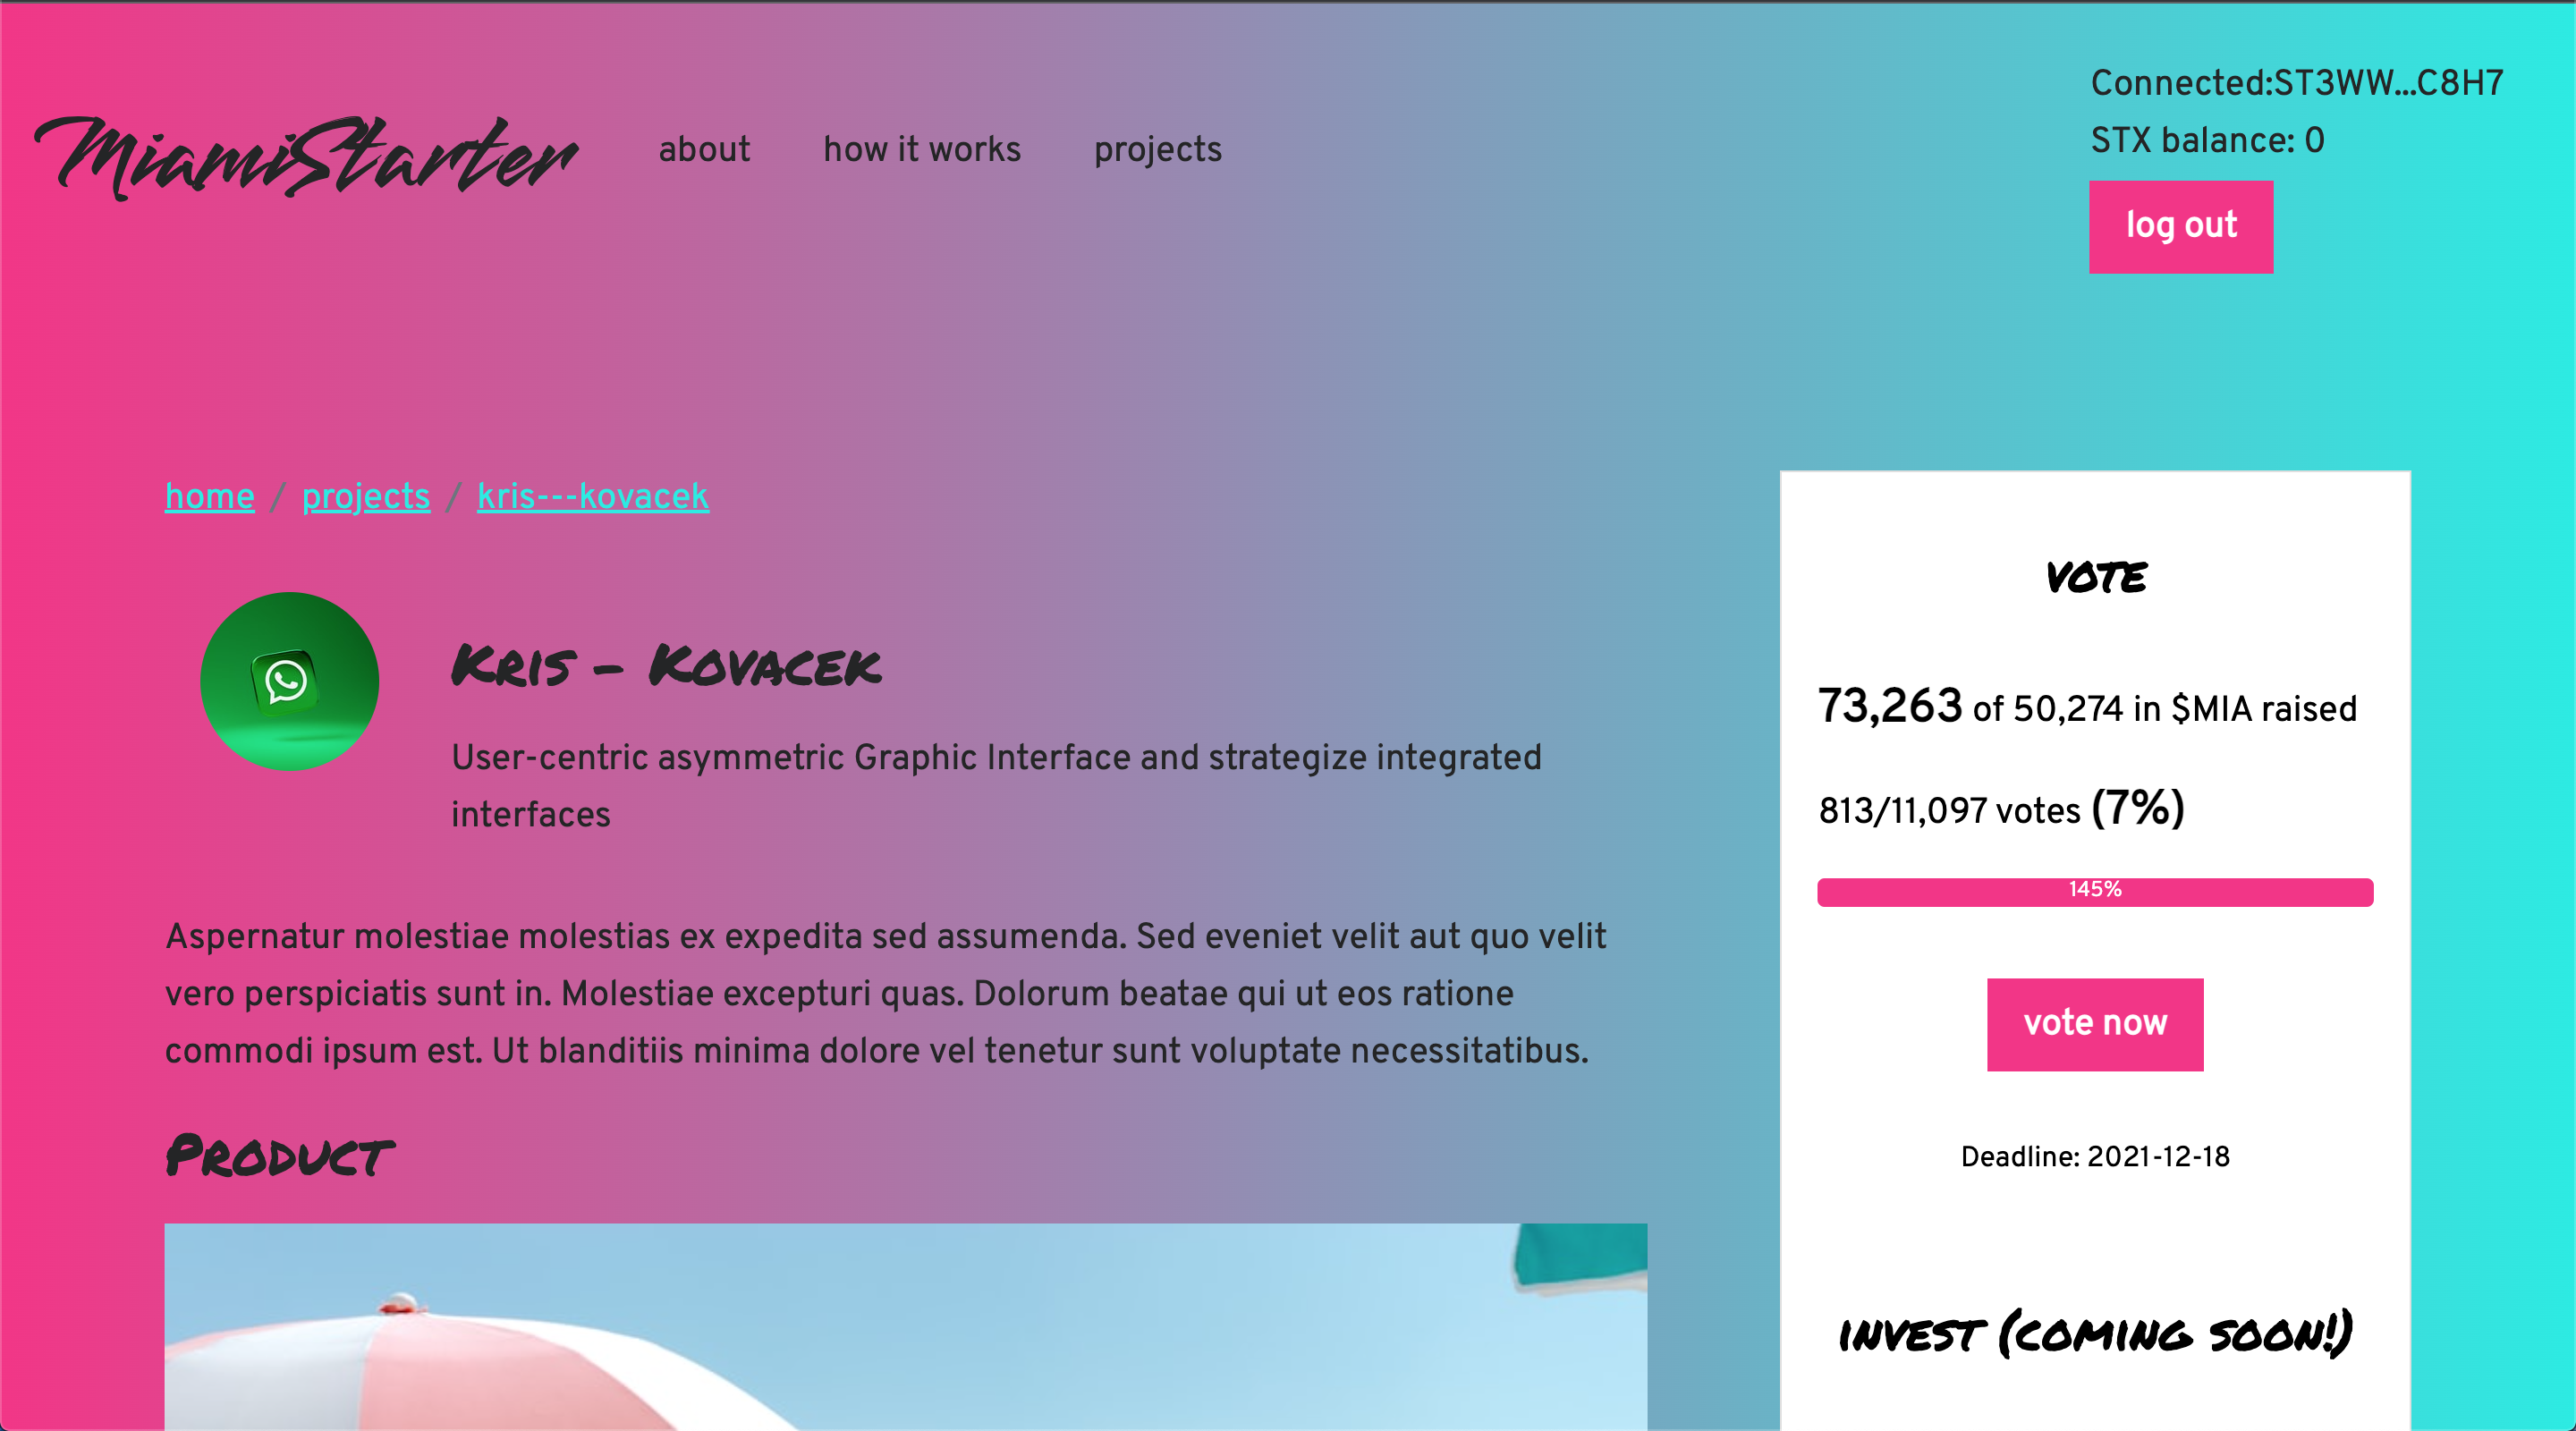 MiamiStarter
about
how it works
projects
Connected:ST3WW...C8H7
STX balance: 0
log out
home / projects / kris---kovacek
Kris - Kovacek
User-centric asymmetric Graphic Interface and strategize integrated
interfaces
Aspernatur molestiae molestias ex expedita sed assumenda. Sed eveniet velit aut quo velit
vero perspiciatis sunt in. Molestiae excepturi quas. Dolorum beatae qui ut eos ratione
commodi ipsum est. Ut blanditiis minima dolore vel tenetur sunt voluptate necessitatibus.
Product
vote
73,263 of 50,274 in $MIA raised
813/11,097 votes (7%)
145%
vote now
Deadline: 2021-12-18
invest (coming soon!)